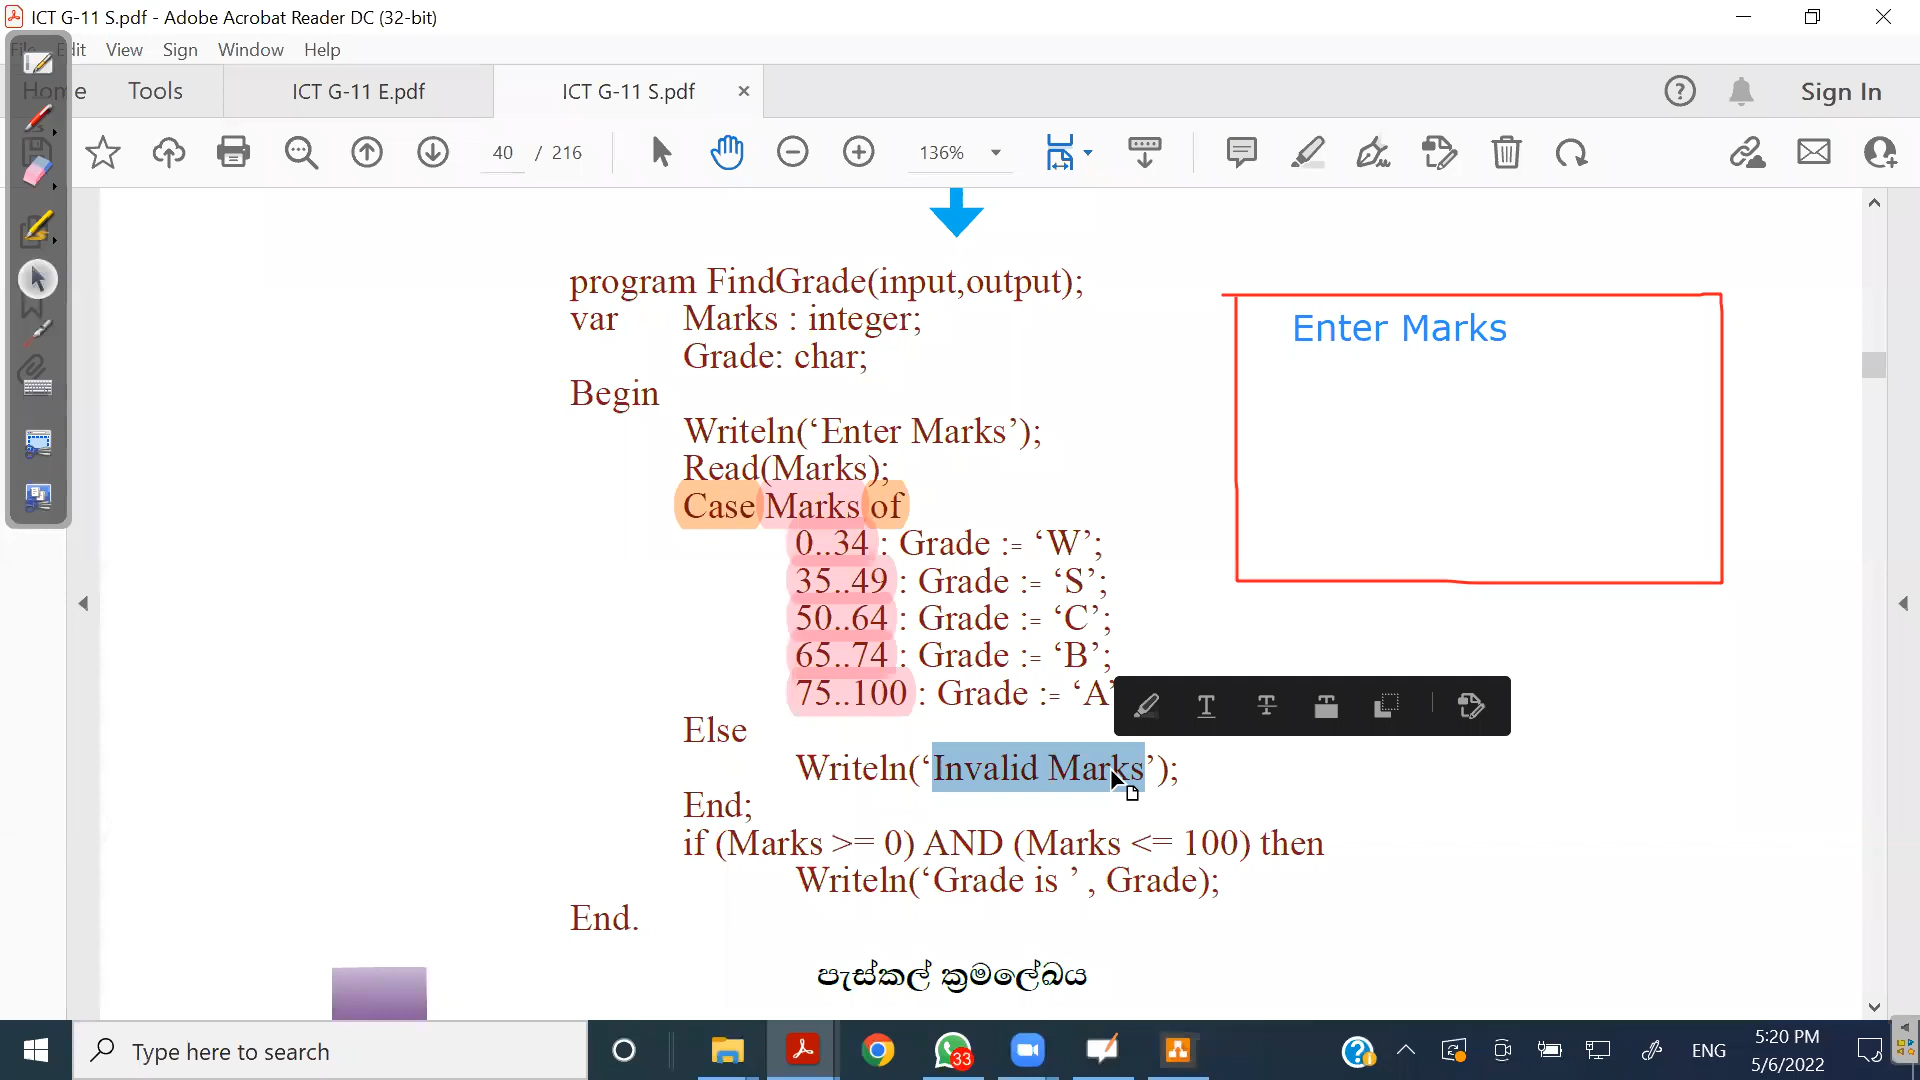 ICT G-11 S.pdf - Adobe Acrobat Reader DC (32-bit)
File Edit View Sign Window Help
Home Tools ICT G-11 E.pdf ICT G-11 S.pdf Sign In
40 / 216 136%
program FindGrade(input,output);
var Marks : integer;
Grade: char;
Begin
Writeln(‘Enter Marks’);
Read(Marks);
Case Marks of
0..34 : Grade := ‘W’;
35..49 : Grade := ‘S’;
50..64 : Grade := ‘C’;
65..74 : Grade := ‘B’;
75..100 : Grade := ‘A’
Else
Writeln(‘Invalid Marks’);
End;
if (Marks >= 0) AND (Marks <= 100) then
Writeln(‘Grade is ’ , Grade);
End.
Enter Marks
පැස්කල් ක්‍රමලේඛය
Type here to search
33
ENG
5:20 PM
5/6/2022